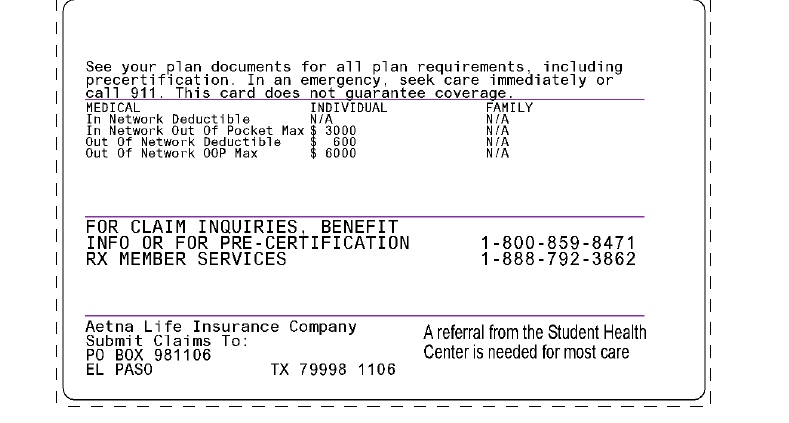 See your plan documents for all plan requirements, including
precertification. In an emergency, seek care immediately or
call 911. This card does not guarantee coverage.
MEDICAL INDIVIDUAL FAMILY
In Network Deductible N/A N/A
In Network Out Of Pocket Max $ 3000 N/A
Out Of Network Deductible $ 600 N/A
Out Of Network OOP Max $ 6000 N/A
FOR CLAIM INQUIRIES, BENEFIT
INFO OR FOR PRE-CERTIFICATION 1-800-859-8471
RX MEMBER SERVICES 1-888-792-3862
Aetna Life Insurance Company
Submit Claims To:
PO BOX 981106
EL PASO TX 79998 1106
A referral from the Student Health
Center is needed for most care